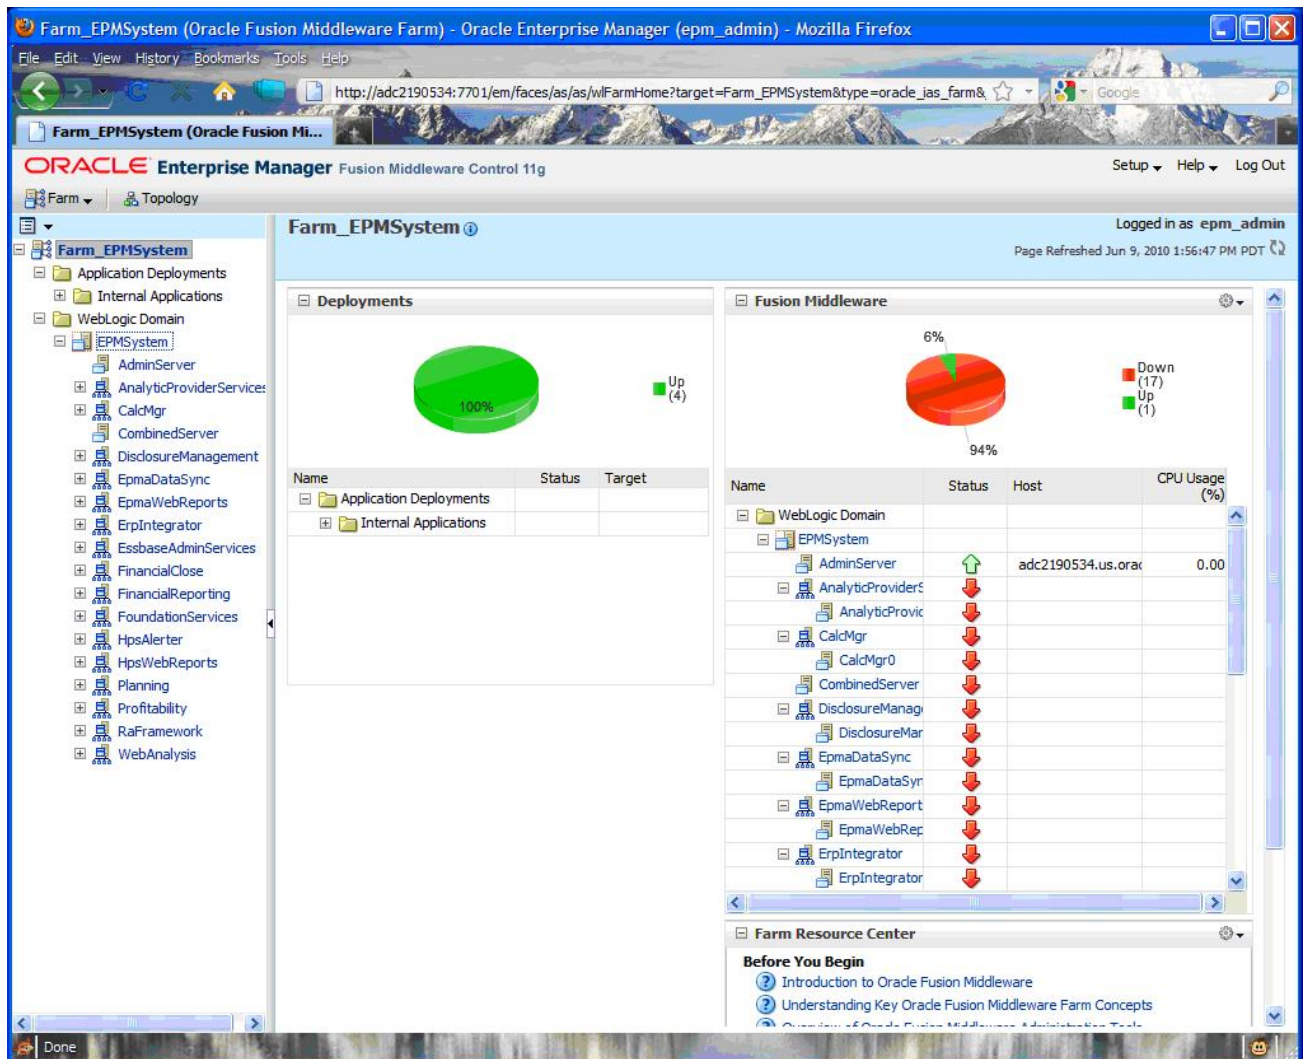 Farm_EPMSystem (Oracle Fusion Middleware Farm) - Oracle Enterprise Manager (epm_admin) - Mozilla Firefox
File Edit View History Bookmarks Tools Help
http://adc2190534:7701/em/faces/as/as/wlFarmHome?target=Farm_EPMSystem&type=oracle_ias_farm&
Google
Farm_EPMSystem (Oracle Fusion Mi...
ORACLE Enterprise Manager Fusion Middleware Control 11g
Setup Help Log Out
Farm Topology
Farm_EPMSystem
Application Deployments
Internal Applications
WebLogic Domain
EPMSystem
AdminServer
AnalyticProviderServices
CalcMgr
CombinedServer
DisclosureManagement
EpmaDataSync
EpmaWebReports
ErpIntegrator
EssbaseAdminServices
FinancialClose
FinancialReporting
FoundationServices
HpsAlerter
HpsWebReports
Planning
Profitability
RaFramework
WebAnalysis
Farm_EPMSystem
Logged in as epm_admin
Page Refreshed Jun 9, 2010 1:56:47 PM PDT
Deployments
100%
Up
(4)
Name Status Target
Application Deployments
Internal Applications
Fusion Middleware
6%
94%
Down
(17)
Up
(1)
Name Status Host CPU Usage (%)
WebLogic Domain
EPMSystem
AdminServer adc2190534.us.orac 0.00
AnalyticProviderS
AnalyticProvic
CalcMgr
CalcMgr0
CombinedServer
DisclosureManag
DisclosureMar
EpmaDataSync
EpmaDataSyn
EpmaWebReport
EpmaWebRep
ErpIntegrator
ErpIntegrator
Farm Resource Center
Before You Begin
Introduction to Oracle Fusion Middleware
Understanding Key Oracle Fusion Middleware Farm Concepts
Overview of Oracle Fusion Middleware Administration Tools
Done